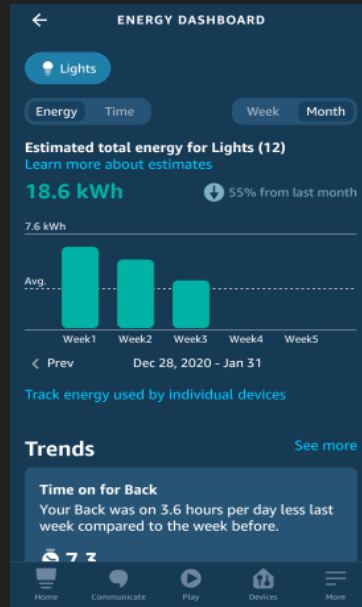 ENERGY DASHBOARD
Lights
Energy Time Week Month
Estimated total energy for Lights (12)
Learn more about estimates
18.6 kWh 55% from last month
7.6 kWh
Avg.
Week1 Week2 Week3 Week4 Week5
Prev Dec 28, 2020 - Jan 31
Track energy used by individual devices
Trends See more
Time on for Back
Your Back was on 3.6 hours per day less last
week compared to the week before.
7.3
Home Communicate Play Devices More